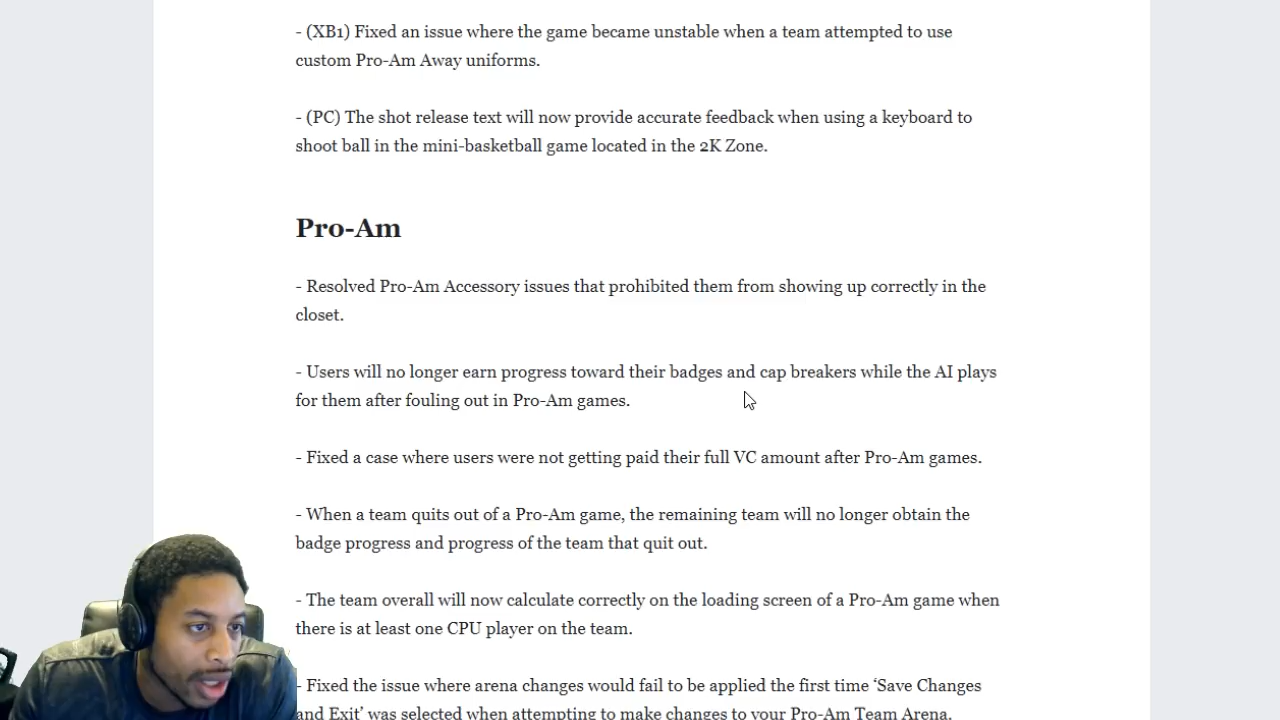 - (XB1) Fixed an issue where the game became unstable when a team attempted to use
custom Pro-Am Away uniforms.
- (PC) The shot release text will now provide accurate feedback when using a keyboard to
shoot ball in the mini-basketball game located in the 2K Zone.
Pro-Am
- Resolved Pro-Am Accessory issues that prohibited them from showing up correctly in the
closet.
- Users will no longer earn progress toward their badges and cap breakers while the AI plays
for them after fouling out in Pro-Am games.
- Fixed a case where users were not getting paid their full VC amount after Pro-Am games.
- When a team quits out of a Pro-Am game, the remaining team will no longer obtain the
badge progress and progress of the team that quit out.
- The team overall will now calculate correctly on the loading screen of a Pro-Am game when
there is at least one CPU player on the team.
- Fixed the issue where arena changes would fail to be applied the first time ‘Save Changes
and Exit’ was selected when attempting to make changes to your Pro-Am Team Arena.